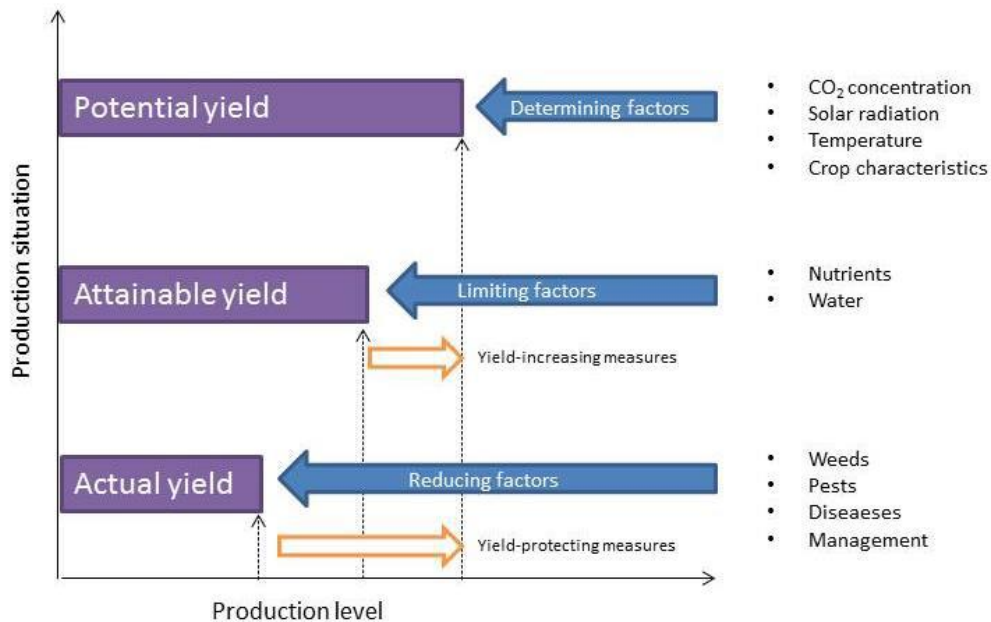 Production situation
Potential yield
Determining factors
• CO₂ concentration
• Solar radiation
• Temperature
• Crop characteristics
Attainable yield
Limiting factors
• Nutrients
• Water
Yield-increasing measures
Actual yield
Reducing factors
• Weeds
• Pests
• Diseaeses
• Management
Yield-protecting measures
Production level